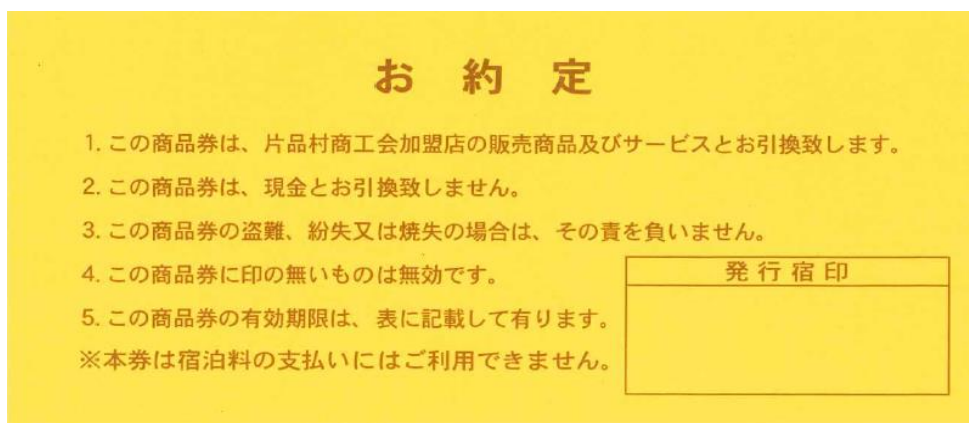 お約定
1. この商品券は、片品村商工会加盟店の販売商品及びサービスとお引換致します。
2. この商品券は、現金とお引換致しません。
3. この商品券の盗難、紛失又は焼失の場合は、その責を負いません。
4. この商品券に印の無いものは無効です。
5. この商品券の有効期限は、表に記載して有ります。
※本券は宿泊料の支払いにはご利用できません。
発行宿印